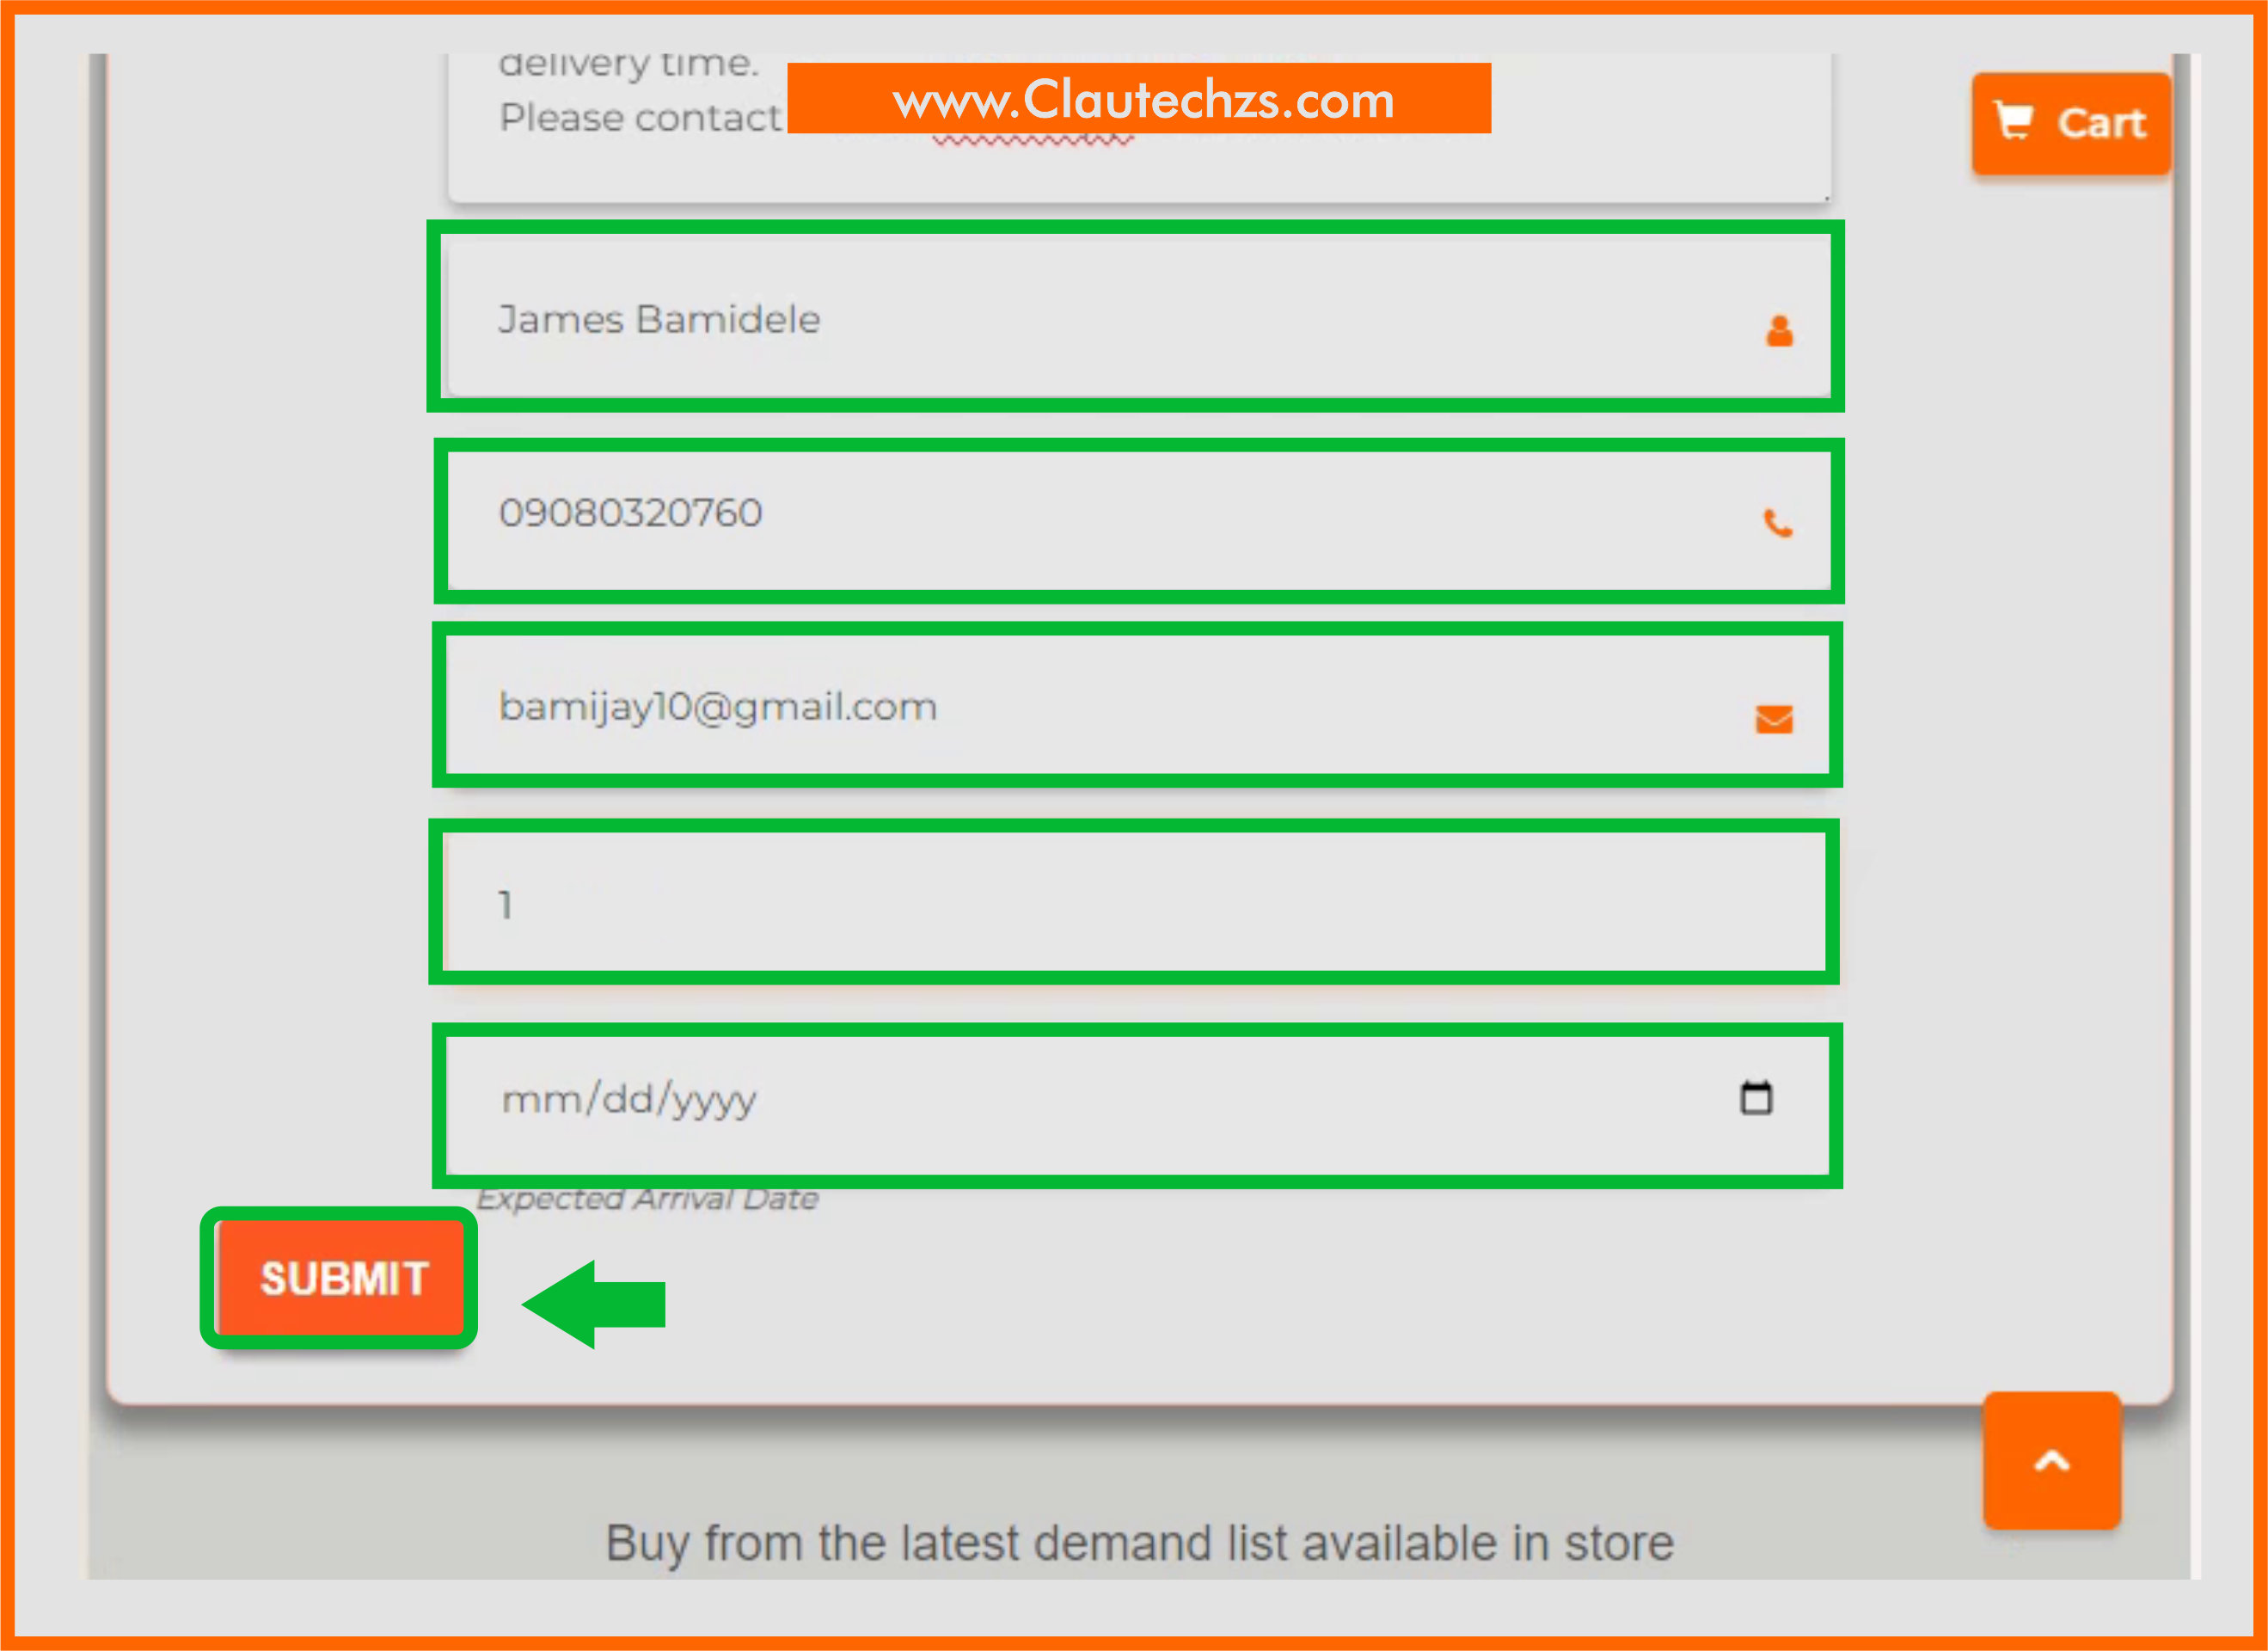 delivery time.
Please contact
www.Clautechzs.com
Cart
James Bamidele
09080320760
bamijay10@gmail.com
1
mm/dd/yyyy
Expected Arrival Date
SUBMIT
Buy from the latest demand list available in store